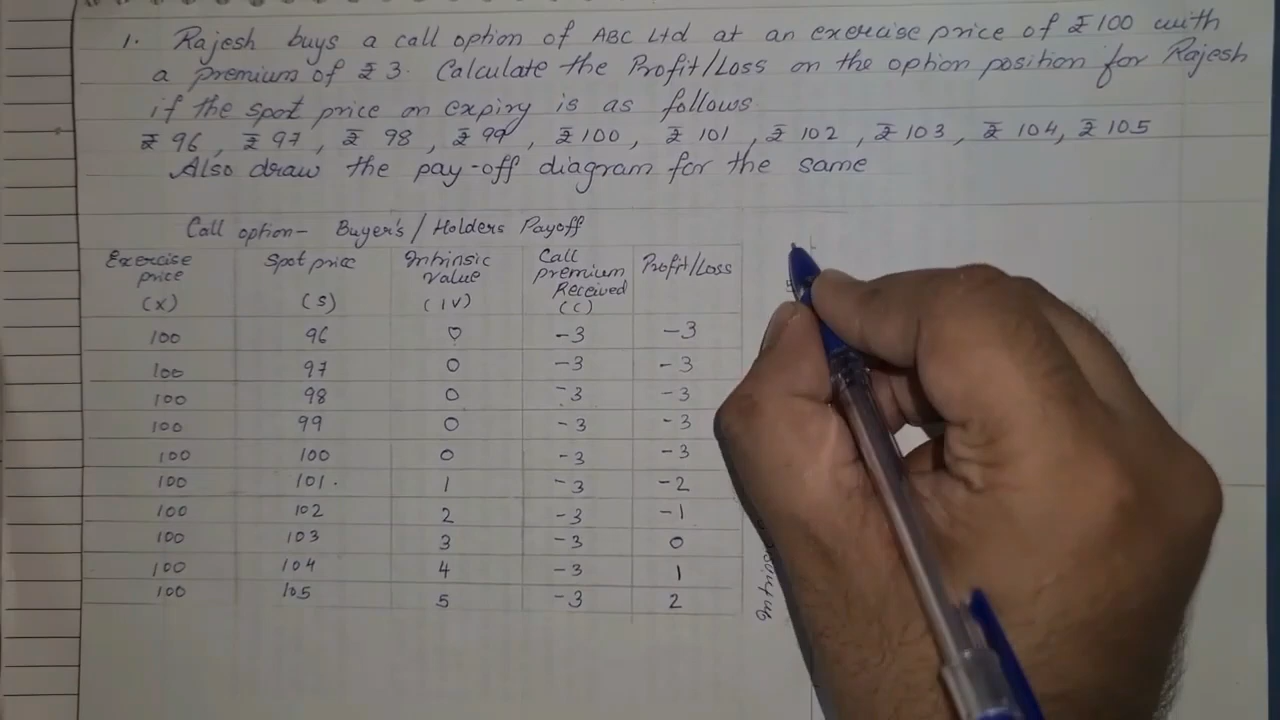 1. Rajesh buys a call option of ABC Ltd at an exercise price of ₹100 with
a premium of ₹3. Calculate the Profit/Loss on the option position for Rajesh
if the spot price on expiry is as follows
₹96, ₹97, ₹98, ₹99, ₹100, ₹101, ₹102, ₹103, ₹104, ₹105
Also draw the pay-off diagram for the same
Call option- Buyer's/Holders Payoff
Exercise price (X) Spot price (S) Intrinsic Value (IV) Call premium Received (C) Profit/Loss
100 96 0 -3 -3
100 97 0 -3 -3
100 98 0 -3 -3
100 99 0 -3 -3
100 100 0 -3 -3
100 101. 1 -3 -2
100 102 2 -3 -1
100 103 3 -3 0
100 104 4 -3 1
100 105 5 -3 2